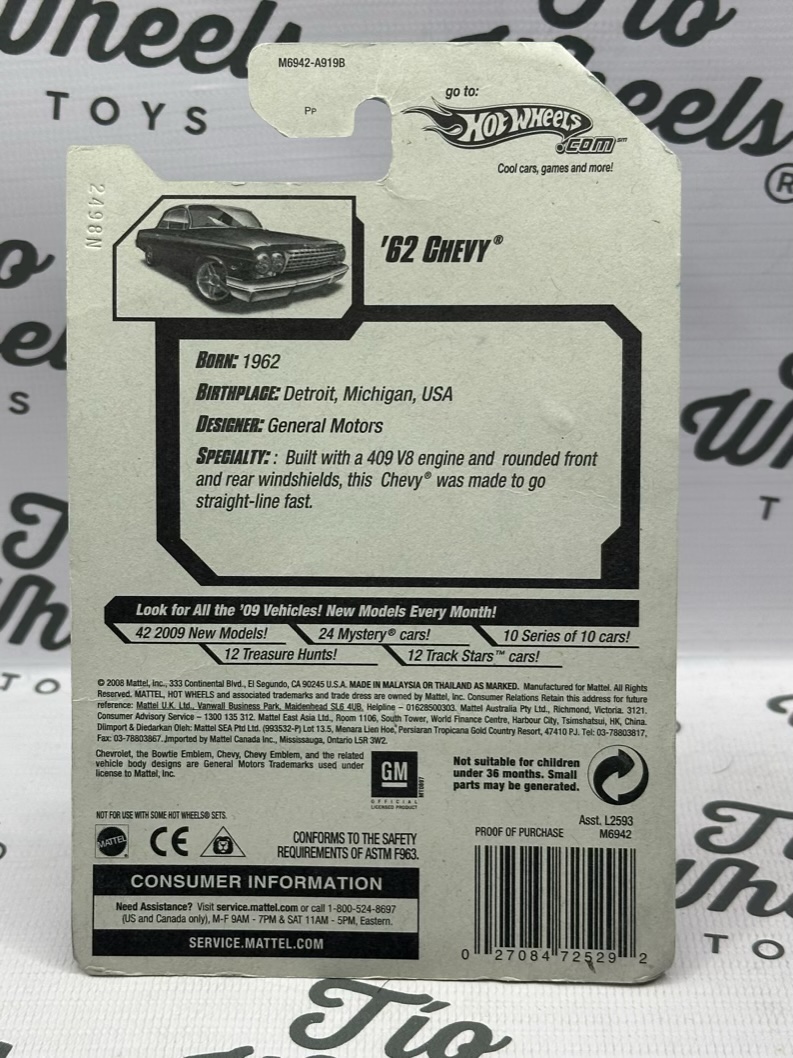 Wheels
TOYS
Tio
M6942-A919B
Pp
go to:
HOT WHEELS
.COM℠
Cool cars, games and more!
®
2498N
'62 CHEVY®
BORN: 1962
BIRTHPLACE: Detroit, Michigan, USA
DESIGNER: General Motors
SPECIALTY: : Built with a 409 V8 engine and rounded front
and rear windshields, this Chevy® was made to go
straight-line fast.
Look for All the '09 Vehicles! New Models Every Month!
42 2009 New Models! 24 Mystery® cars! 10 Series of 10 cars!
12 Treasure Hunts! 12 Track Stars™ cars!
© 2008 Mattel, Inc., 333 Continental Blvd., El Segundo, CA 90245 U.S.A. MADE IN MALAYSIA OR THAILAND AS MARKED. Manufactured for Mattel. All Rights
Reserved. MATTEL, HOT WHEELS and associated trademarks and trade dress are owned by Mattel, Inc. Consumer Relations Retain this address for future
reference: Mattel U.K. Ltd., Vanwall Business Park, Maidenhead SL6 4UB. Helpline – 01628500303. Mattel Australia Pty Ltd., Richmond, Victoria. 3121.
Consumer Advisory Service – 1300 135 312. Mattel East Asia Ltd., Room 1106, South Tower, World Finance Centre, Harbour City, Tsimshatsui, HK, China.
Diimport & Diedarkan Oleh: Mattel SEA Ptd Ltd. (993532-P) Lot 13.5, Menara Lien Hoe, Persiaran Tropicana Gold Country Resort, 47410 PJ. Tel: 03-78803817,
Fax: 03-78803867.Imported by Mattel Canada Inc., Mississauga, Ontario L5R 3W2.
Chevrolet, the Bowtie Emblem, Chevy, Chevy Emblem, and the related
vehicle body designs are General Motors Trademarks used under
license to Mattel, Inc.
GM
OFFICIAL
LICENSED PRODUCT
Not suitable for children
under 36 months. Small
parts may be generated.
NOT FOR USE WITH SOME HOT WHEELS® SETS.
MATTEL
CE
CONFORMS TO THE SAFETY
REQUIREMENTS OF ASTM F963.
Asst. L2593
PROOF OF PURCHASE M6942
CONSUMER INFORMATION
Need Assistance? Visit service.mattel.com or call 1-800-524-8697
(US and Canada only), M-F 9AM - 7PM & SAT 11AM - 5PM, Eastern.
SERVICE.MATTEL.COM
0 27084 72529 2
Tio